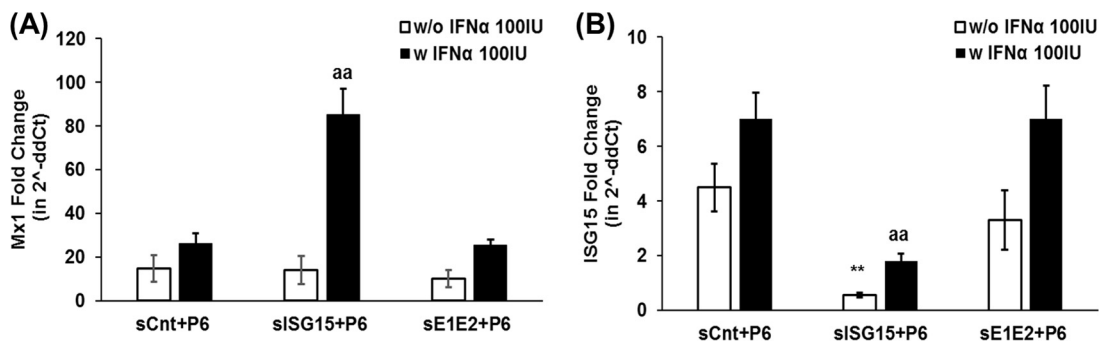 (A)
120
100
80
60
40
20
0
Mx1 Fold Change
(in 2^-ddCt)
w/o IFNα 100IU
w IFNα 100IU
aa
sCnt+P6
sISG15+P6
sE1E2+P6
(B)
10
8
6
4
2
0
ISG15 Fold Change
(in 2^-ddCt)
w/o IFNα 100IU
w IFNα 100IU
**
aa
sCnt+P6
sISG15+P6
sE1E2+P6